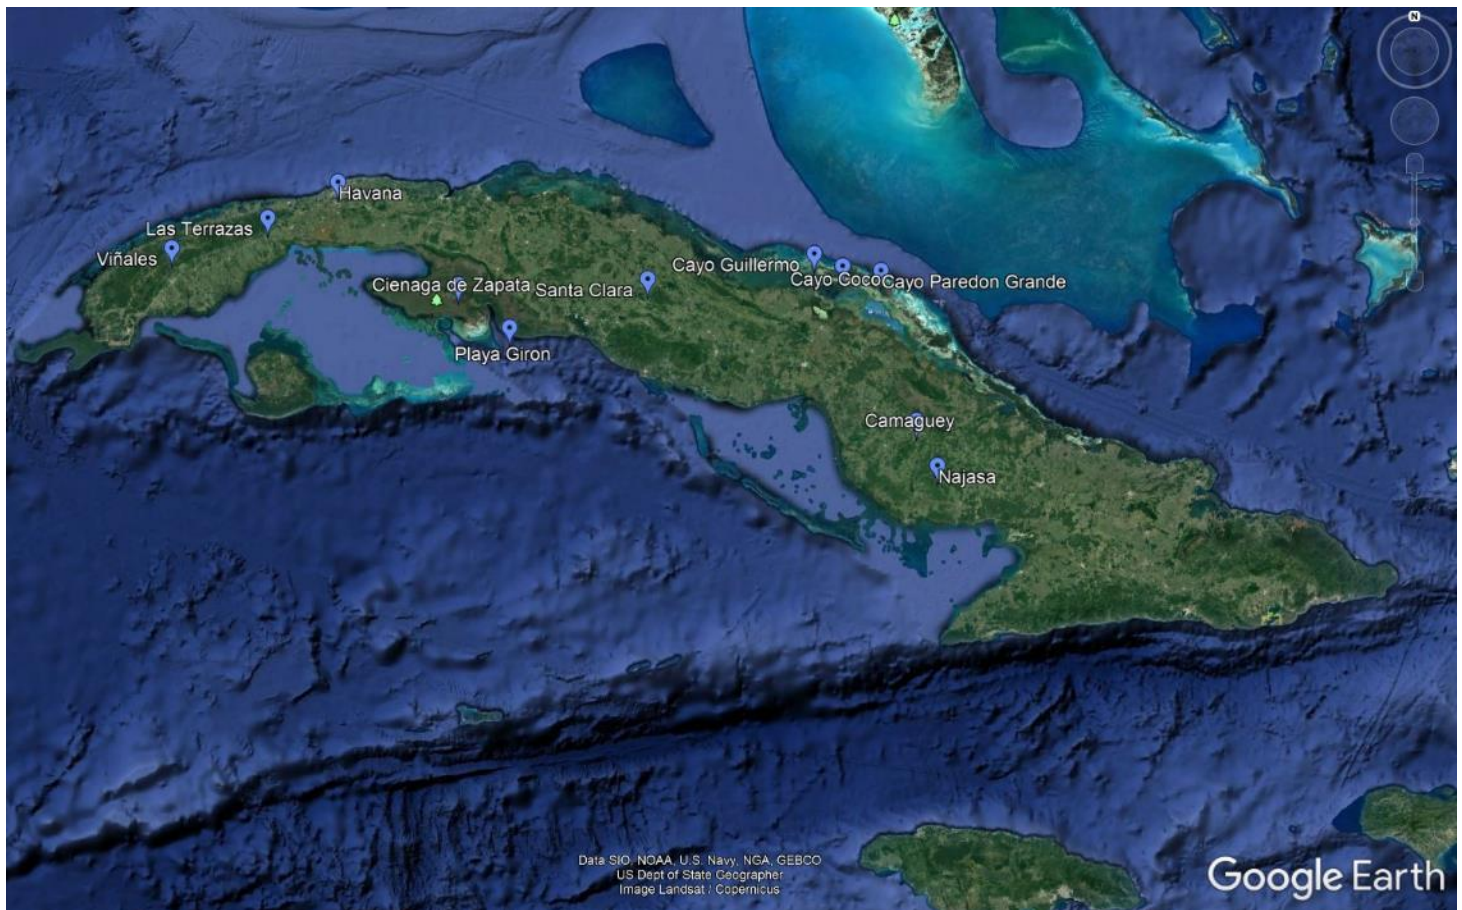 N
Havana
Las Terrazas
Viñales
Cayo Guillermo
Cayo Coco
Cayo Paredon Grande
Cienaga de Zapata
Santa Clara
Playa Giron
Camaguey
Najasa
Data SIO, NOAA, U.S. Navy, NGA, GEBCO
US Dept of State Geographer
Image Landsat / Copernicus
Google Earth